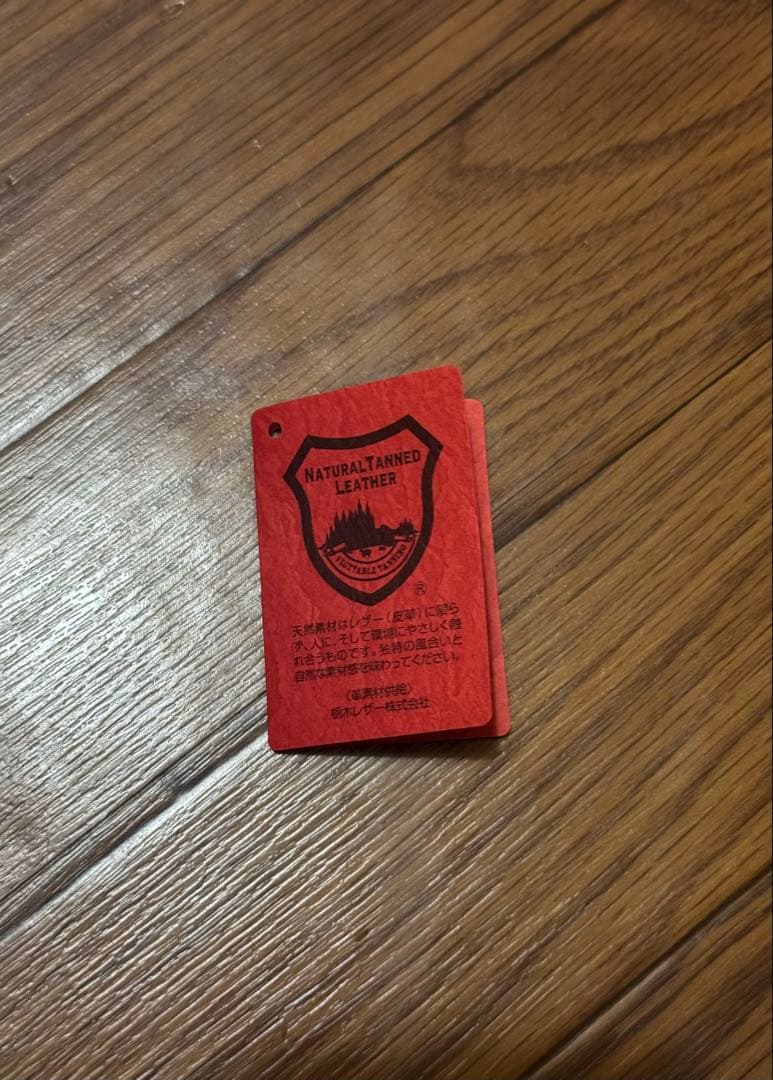 NATURALTANNED
LEATHER
VEGETABLE TANNING
®
天然素材はレザー（皮革）に限ら
ず、人に、そして環境にやさしく触
れ合うものです。独特の風合いと
自然な素材感を味わってください。
〈革素材供給〉
栃木レザー株式会社